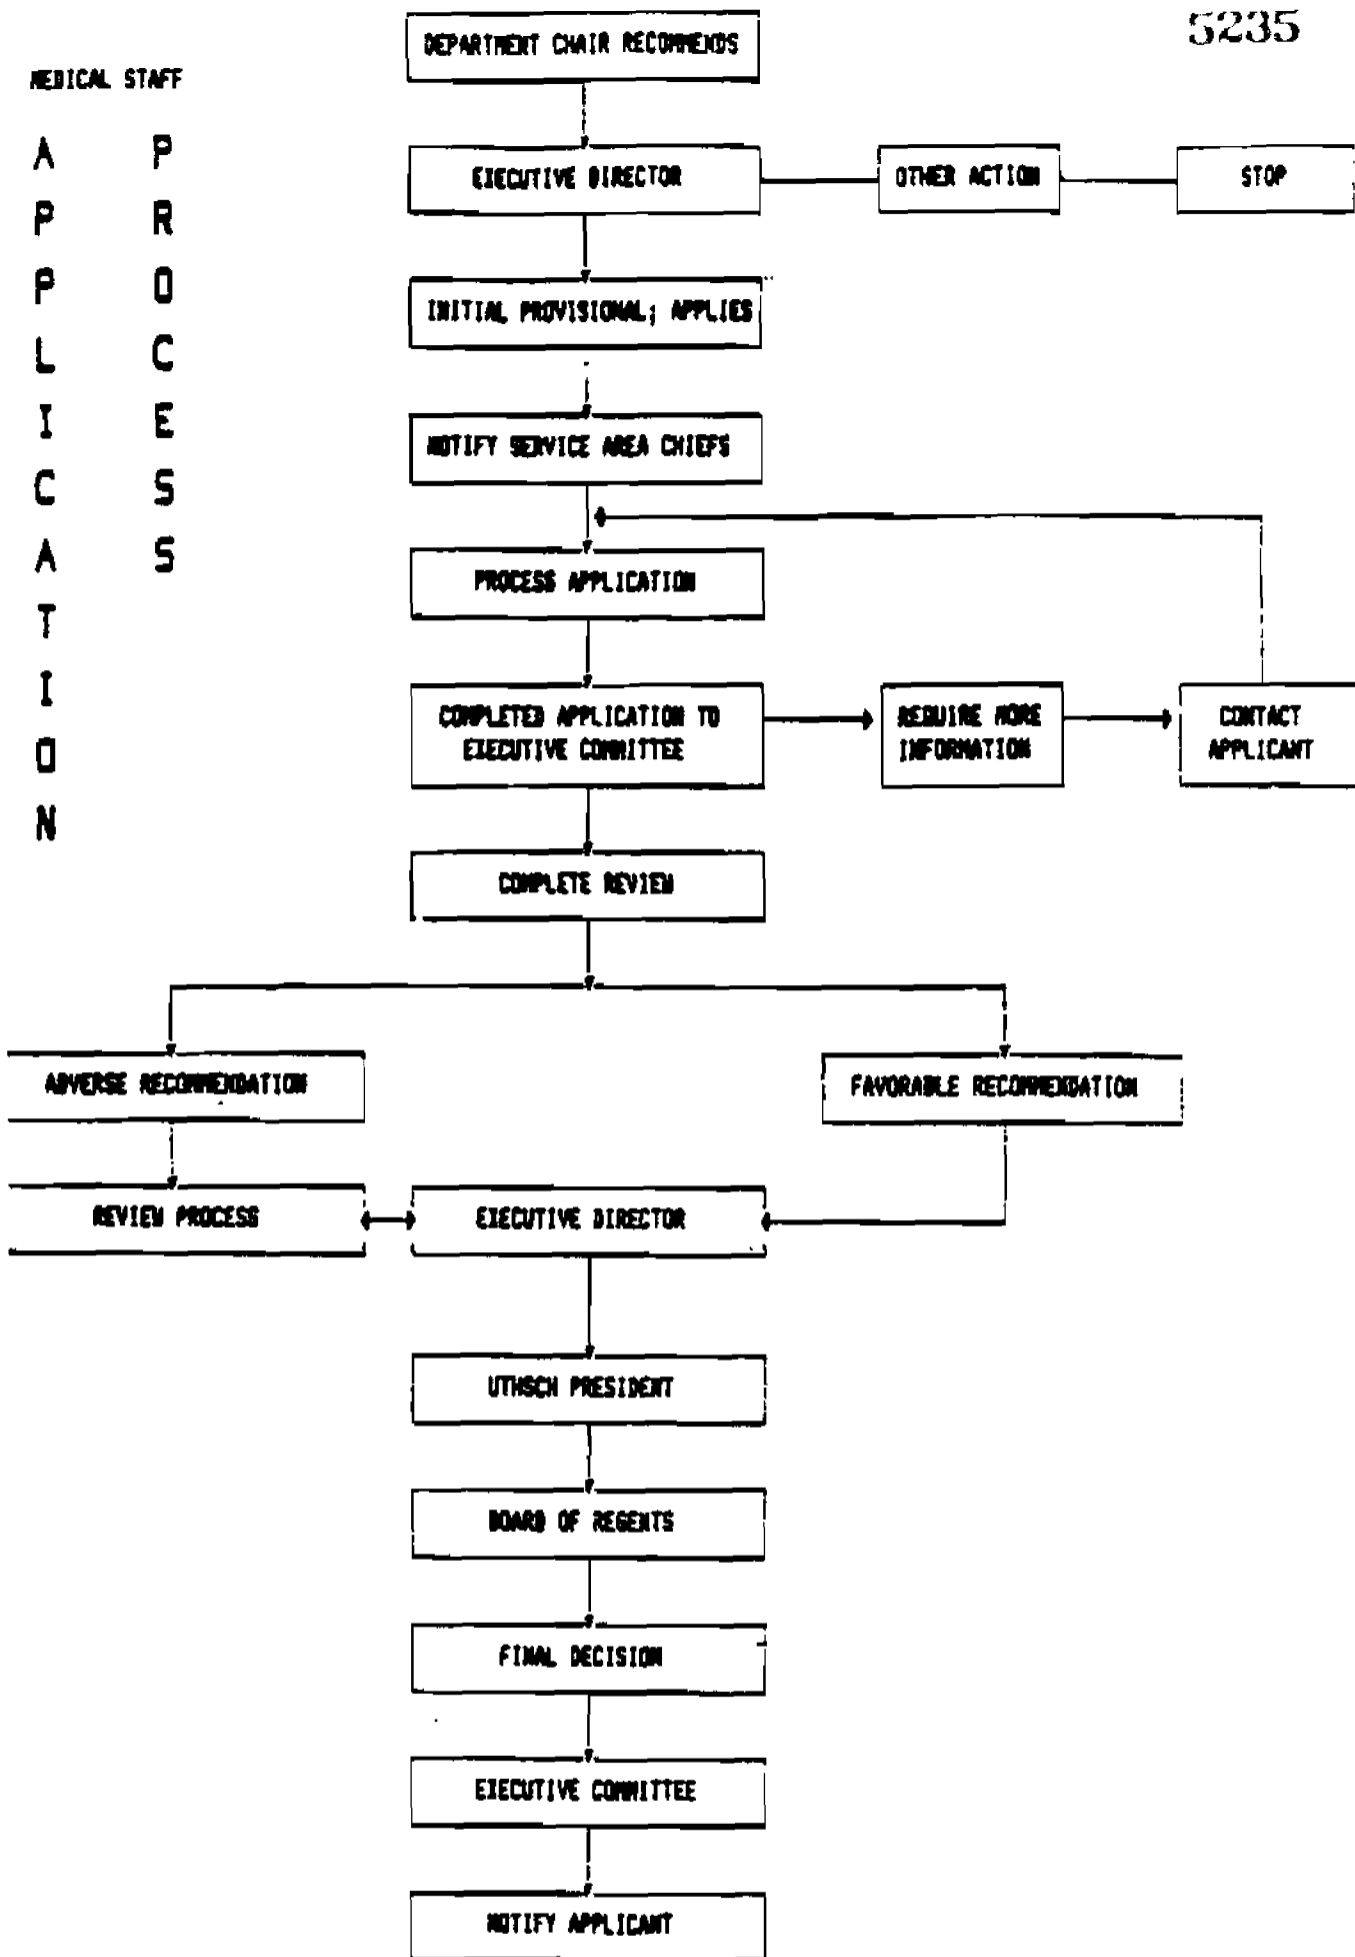 5235
MEDICAL STAFF
APPLICATION
PROCESS
DEPARTMENT CHAIR RECOMMENDS
EXECUTIVE DIRECTOR
OTHER ACTION
STOP
INITIAL PROVISIONAL; APPLIES
NOTIFY SERVICE AREA CHIEFS
PROCESS APPLICATION
COMPLETED APPLICATION TO
EXECUTIVE COMMITTEE
REQUIRE MORE
INFORMATION
CONTACT
APPLICANT
COMPLETE REVIEW
ADVERSE RECOMMENDATION
FAVORABLE RECOMMENDATION
REVIEW PROCESS
EXECUTIVE DIRECTOR
UTHSCH PRESIDENT
BOARD OF REGENTS
FINAL DECISION
EXECUTIVE COMMITTEE
NOTIFY APPLICANT